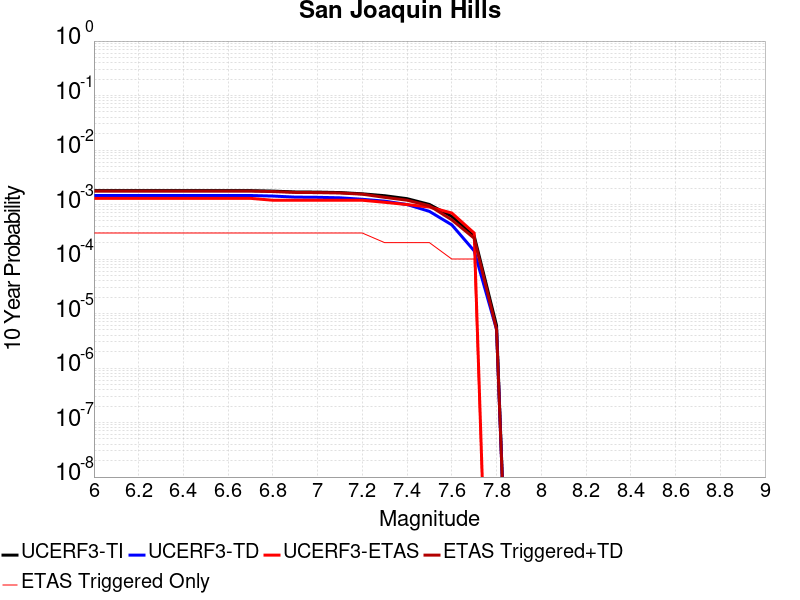 San Joaquin Hills
10 Year Probability
10^0
10^-1
10^-2
10^-3
10^-4
10^-5
10^-6
10^-7
10^-8
6 6.2 6.4 6.6 6.8 7 7.2 7.4 7.6 7.8 8 8.2 8.4 8.6 8.8 9
Magnitude
UCERF3-TI UCERF3-TD UCERF3-ETAS ETAS Triggered+TD
ETAS Triggered Only